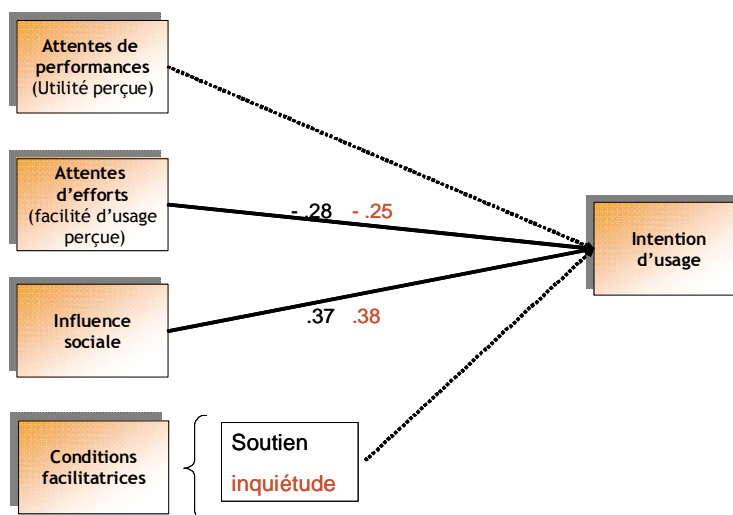 Attentes de
performances
(Utilité perçue)
Attentes
d'efforts
(facilité d'usage
perçue)
- .28 - .25
Intention
d'usage
Influence
sociale
.37 .38
Conditions
facilitatrices
Soutien
inquiétude